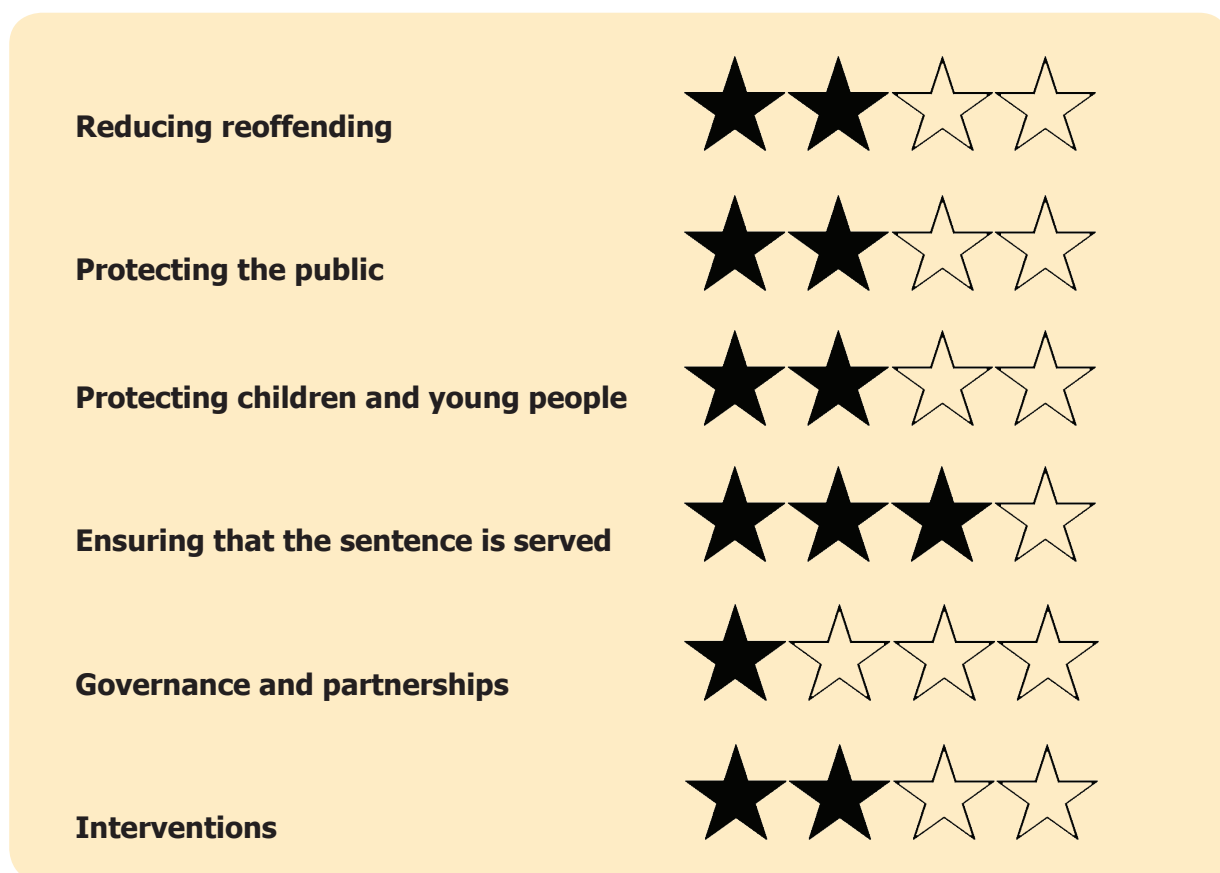 Reducing reoffending
Protecting the public
Protecting children and young people
Ensuring that the sentence is served
Governance and partnerships
Interventions